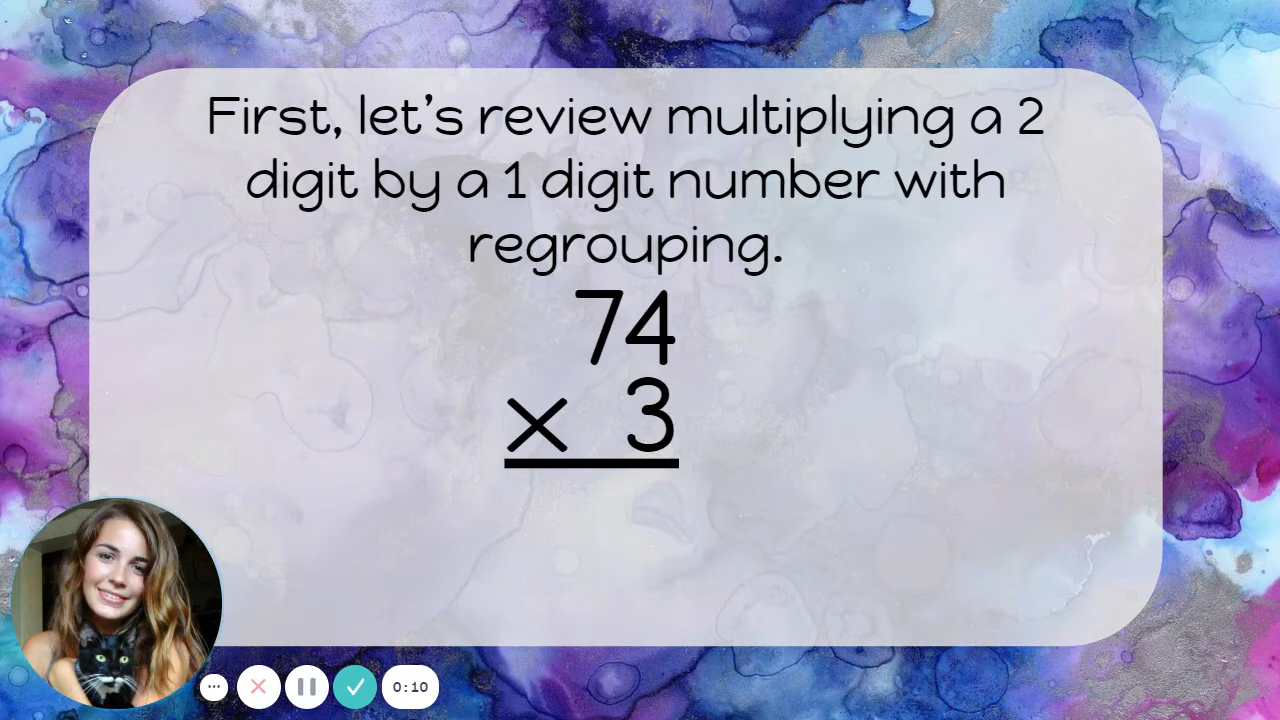 First, let's review multiplying a 2
digit by a 1 digit number with
regrouping.
74
× 3
0:10